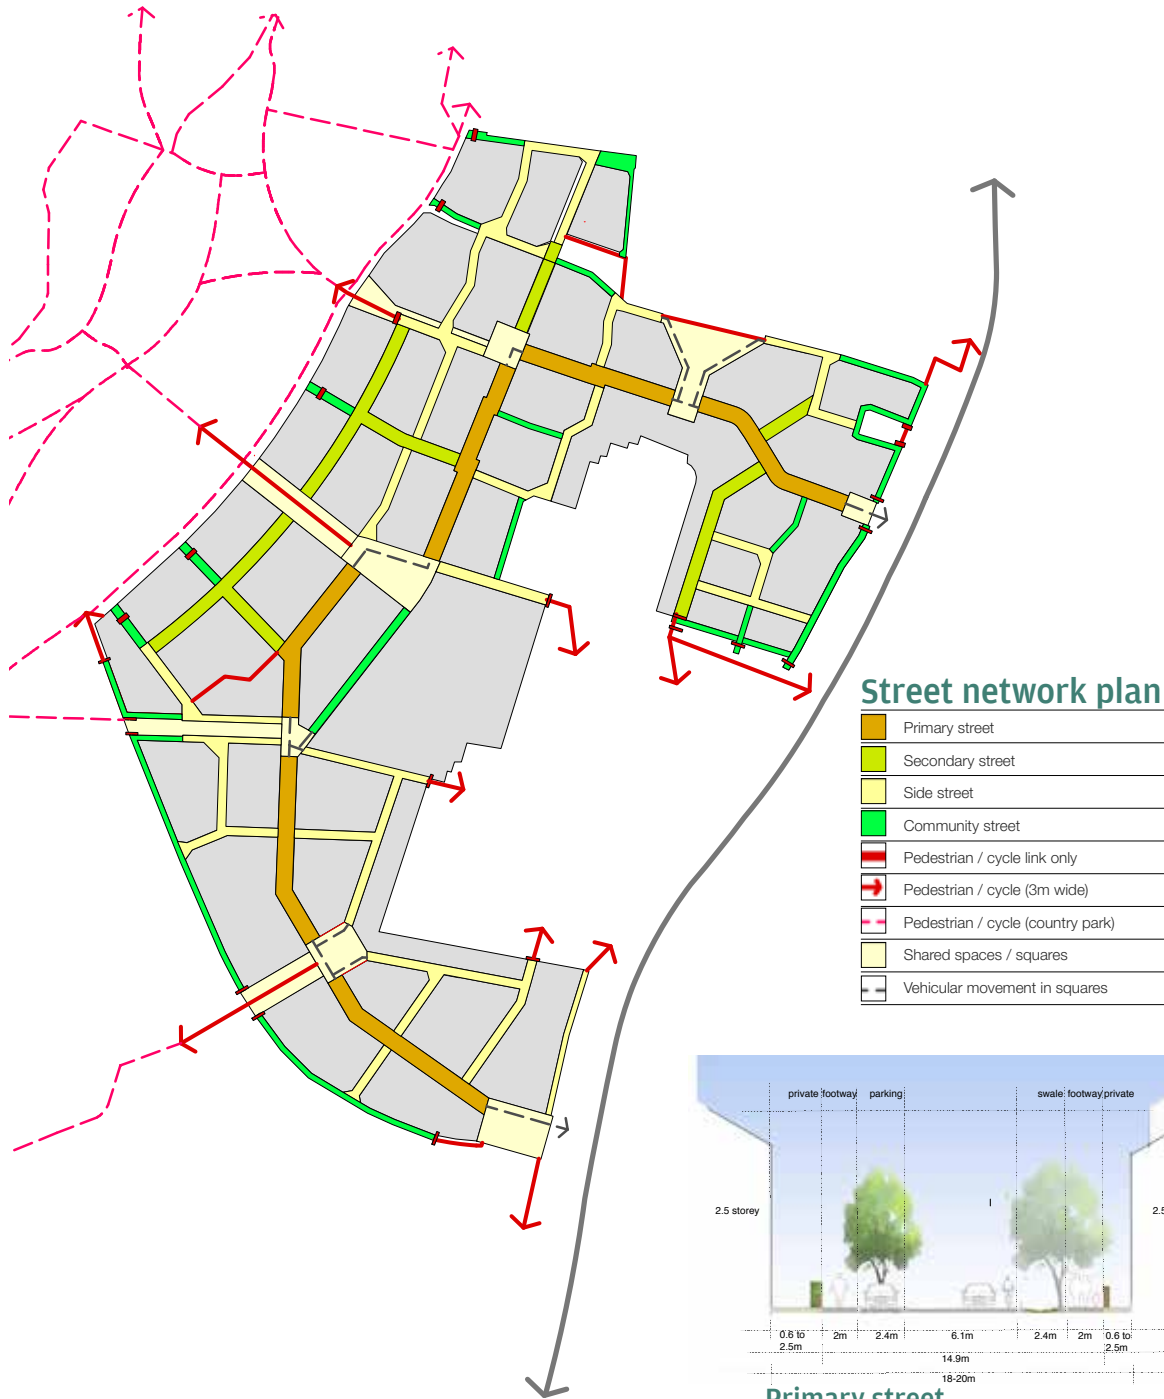 Street network plan
Primary street
Secondary street
Side street
Community street
Pedestrian / cycle link only
Pedestrian / cycle (3m wide)
Pedestrian / cycle (country park)
Shared spaces / squares
Vehicular movement in squares
private footway parking swale footway private
2.5 storey 2.5
0.6 to 2m 2.4m 6.1m 2.4m 2m 0.6 to
2.5m 2.5m
14.9m
18-20m
Primary street